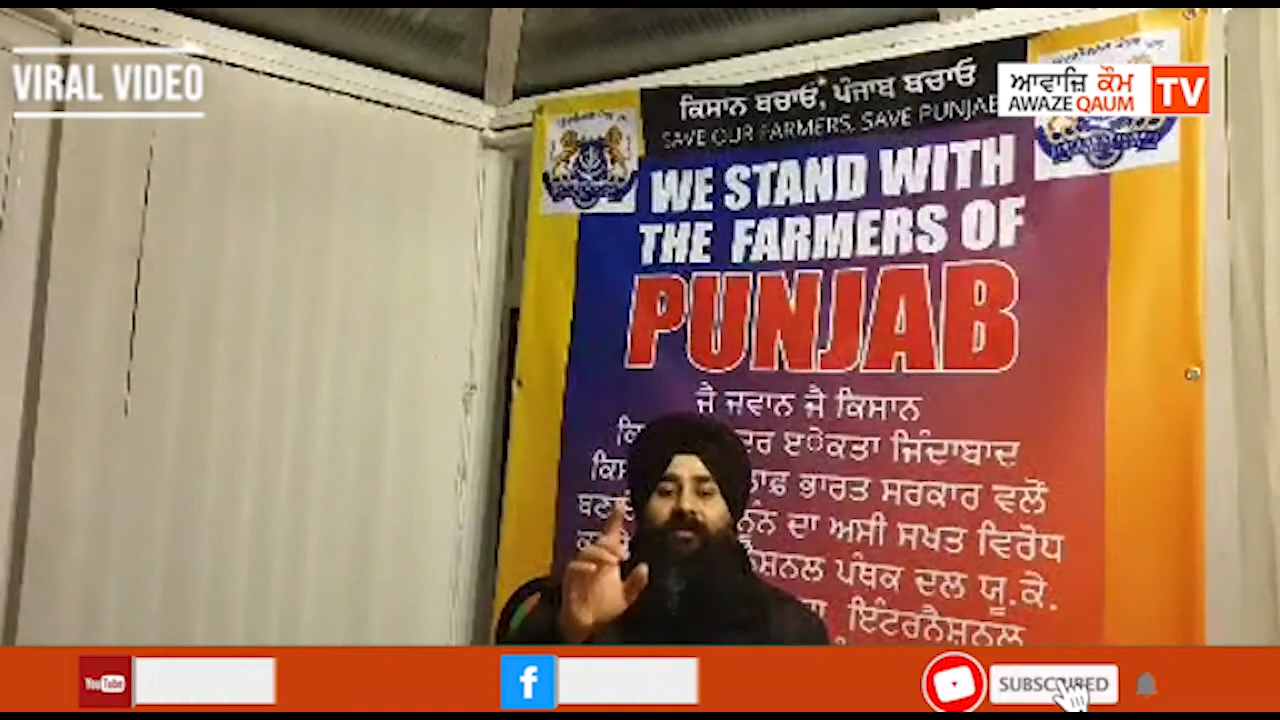 VIRAL VIDEO
ਆਵਾਜ਼ਿ ਕੌਮ
AWAZE QAUM
TV
ਕਿਸਾਨ ਬਚਾਓ, ਪੰਜਾਬ ਬਚਾਓ
SAVE OUR FARMERS, SAVE PUNJAB
WE STAND WITH
THE FARMERS OF
PUNJAB
ਜੈ ਜਵਾਨ ਜੈ ਕਿਸਾਨ
ਏਕਤਾ ਜਿੰਦਾਬਾਦ
ਭਾਰਤ ਸਰਕਾਰ ਵਲੋਂ
ਦਾ ਅਸੀ ਸਖਤ ਵਿਰੋਧ
ਪੰਥਕ ਦਲ ਯੂ.ਕੇ.
ਇੰਟਰਨੈਸ਼ਨਲ
YouTube
f
SUBSCRIBED